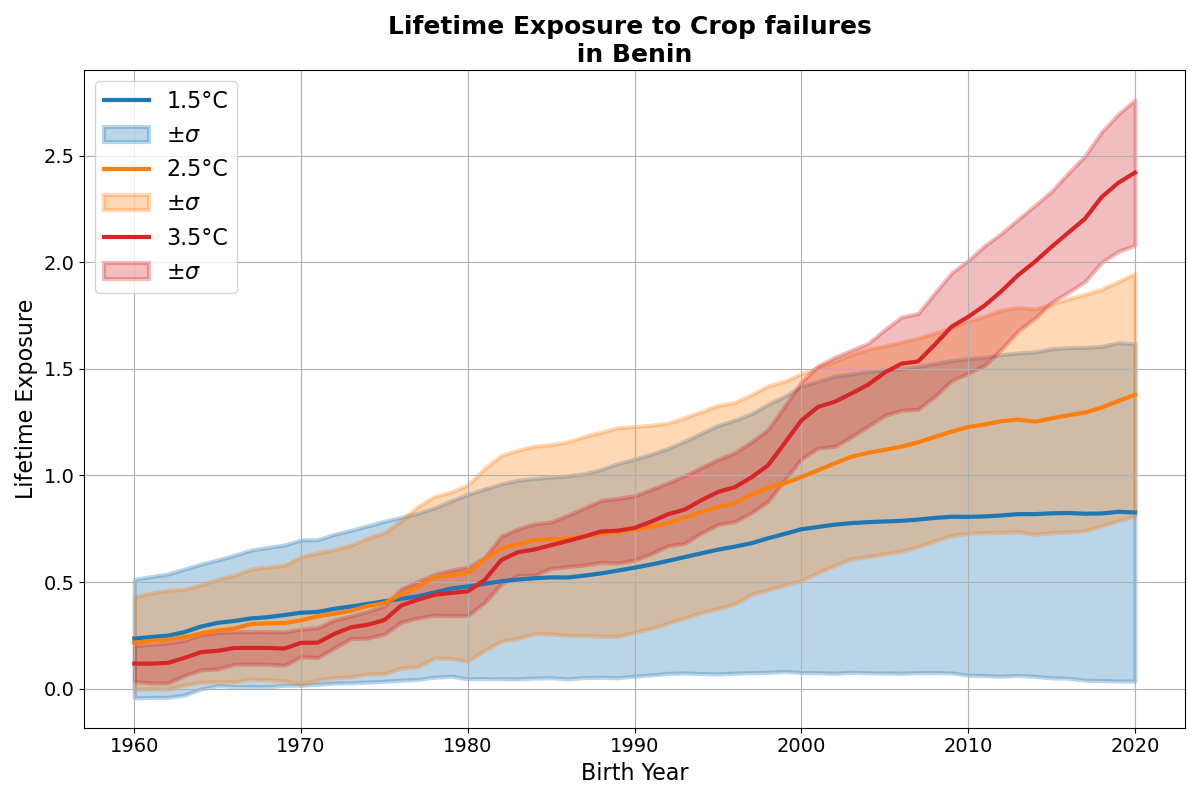 Lifetime Exposure to Crop failures
in Benin
1.5°C
±σ
2.5°C
±σ
3.5°C
±σ
Lifetime Exposure
2.5
2.0
1.5
1.0
0.5
0.0
1960 1970 1980 1990 2000 2010 2020
Birth Year